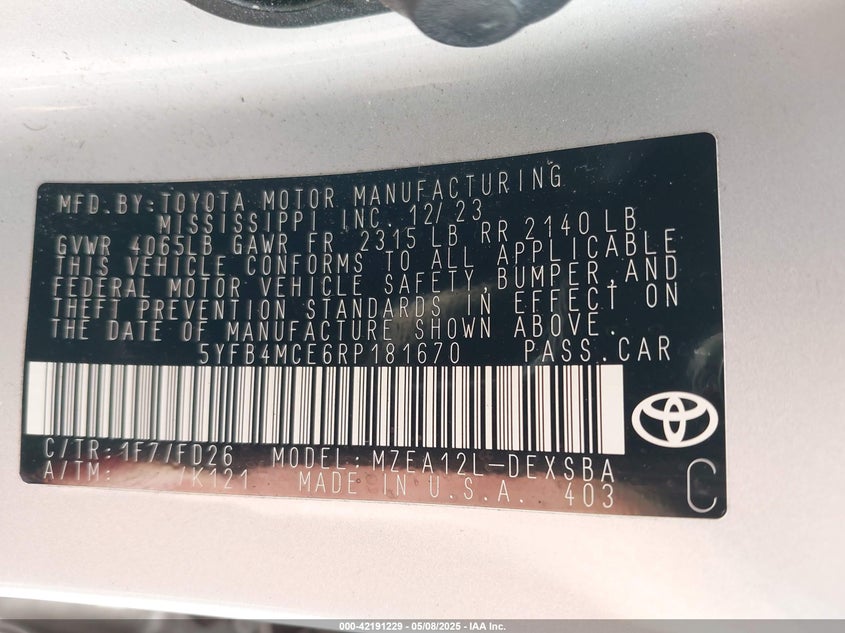 MFD.BY:TOYOTA MOTOR MANUFACTURING
MISSISSIPPI INC. 12/23
GVWR 4065LB GAWR FR 2315 LB RR 2140 LB
THIS VEHICLE CONFORMS TO ALL APPLICABLE
FEDERAL MOTOR VEHICLE SAFETY,BUMPER,AND
THEFT PREVENTION STANDARDS IN EFFECT ON
THE DATE OF MANUFACTURE SHOWN ABOVE.
5YFB4MCE6RP181670 PASS.CAR
C/TR:1F7/FD26 MODEL:MZEA12L-DEXSBA
A/TM: /K121 MADE IN U.S.A. 403
C
000-42191229 - 05/08/2025 - IAA Inc.